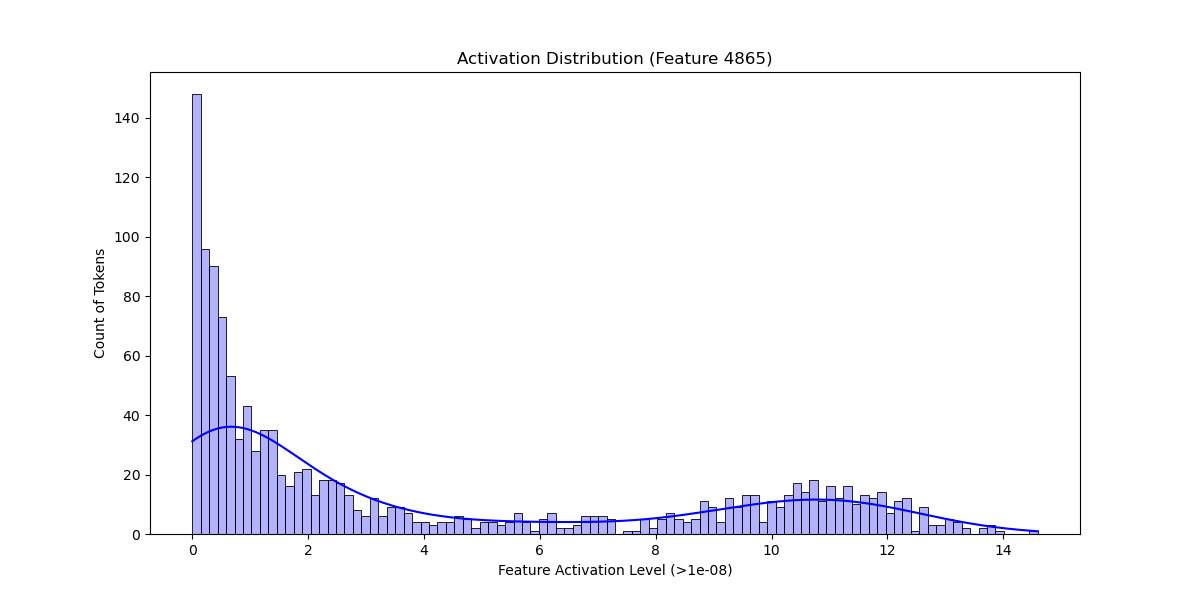 Activation Distribution (Feature 4865)
Count of Tokens
140
120
100
80
60
40
20
0
0 2 4 6 8 10 12 14
Feature Activation Level (>1e-08)